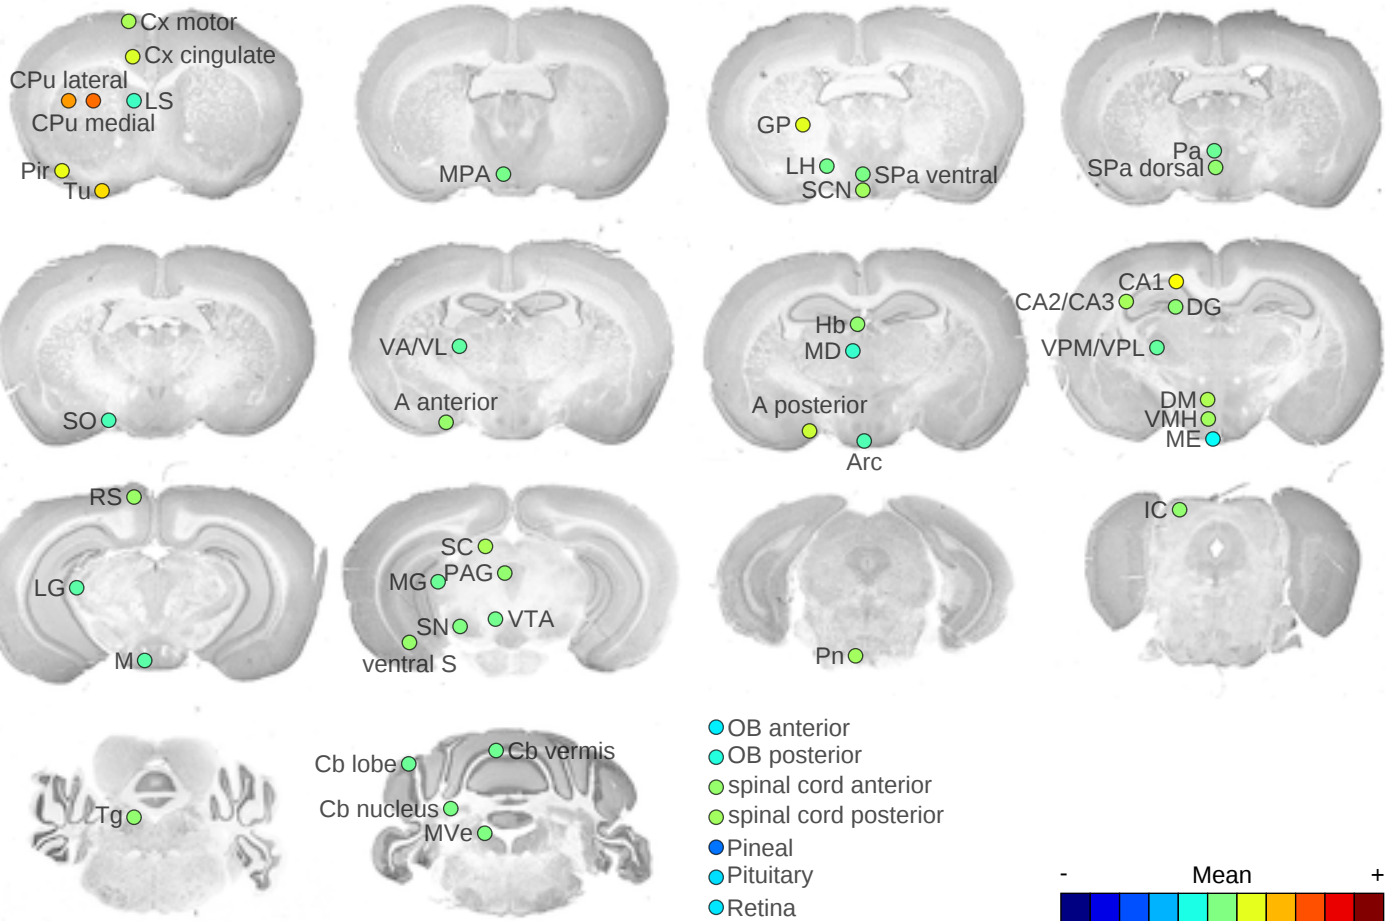 Cx motor
Cx cingulate
CPu lateral
LS
CPu medial
Pir
Tu
MPA
GP
LH
SPa ventral
SCN
Pa
SPa dorsal
SO
VA/VL
A anterior
Hb
MD
A posterior
Arc
CA1
CA2/CA3
DG
VPM/VPL
DM
VMH
ME
RS
LG
M
SC
PAG
MG
VTA
SN
ventral S
Pn
IC
Tg
Cb vermis
Cb lobe
Cb nucleus
MVe
OB anterior
OB posterior
spinal cord anterior
spinal cord posterior
Pineal
Pituitary
Retina
- Mean +